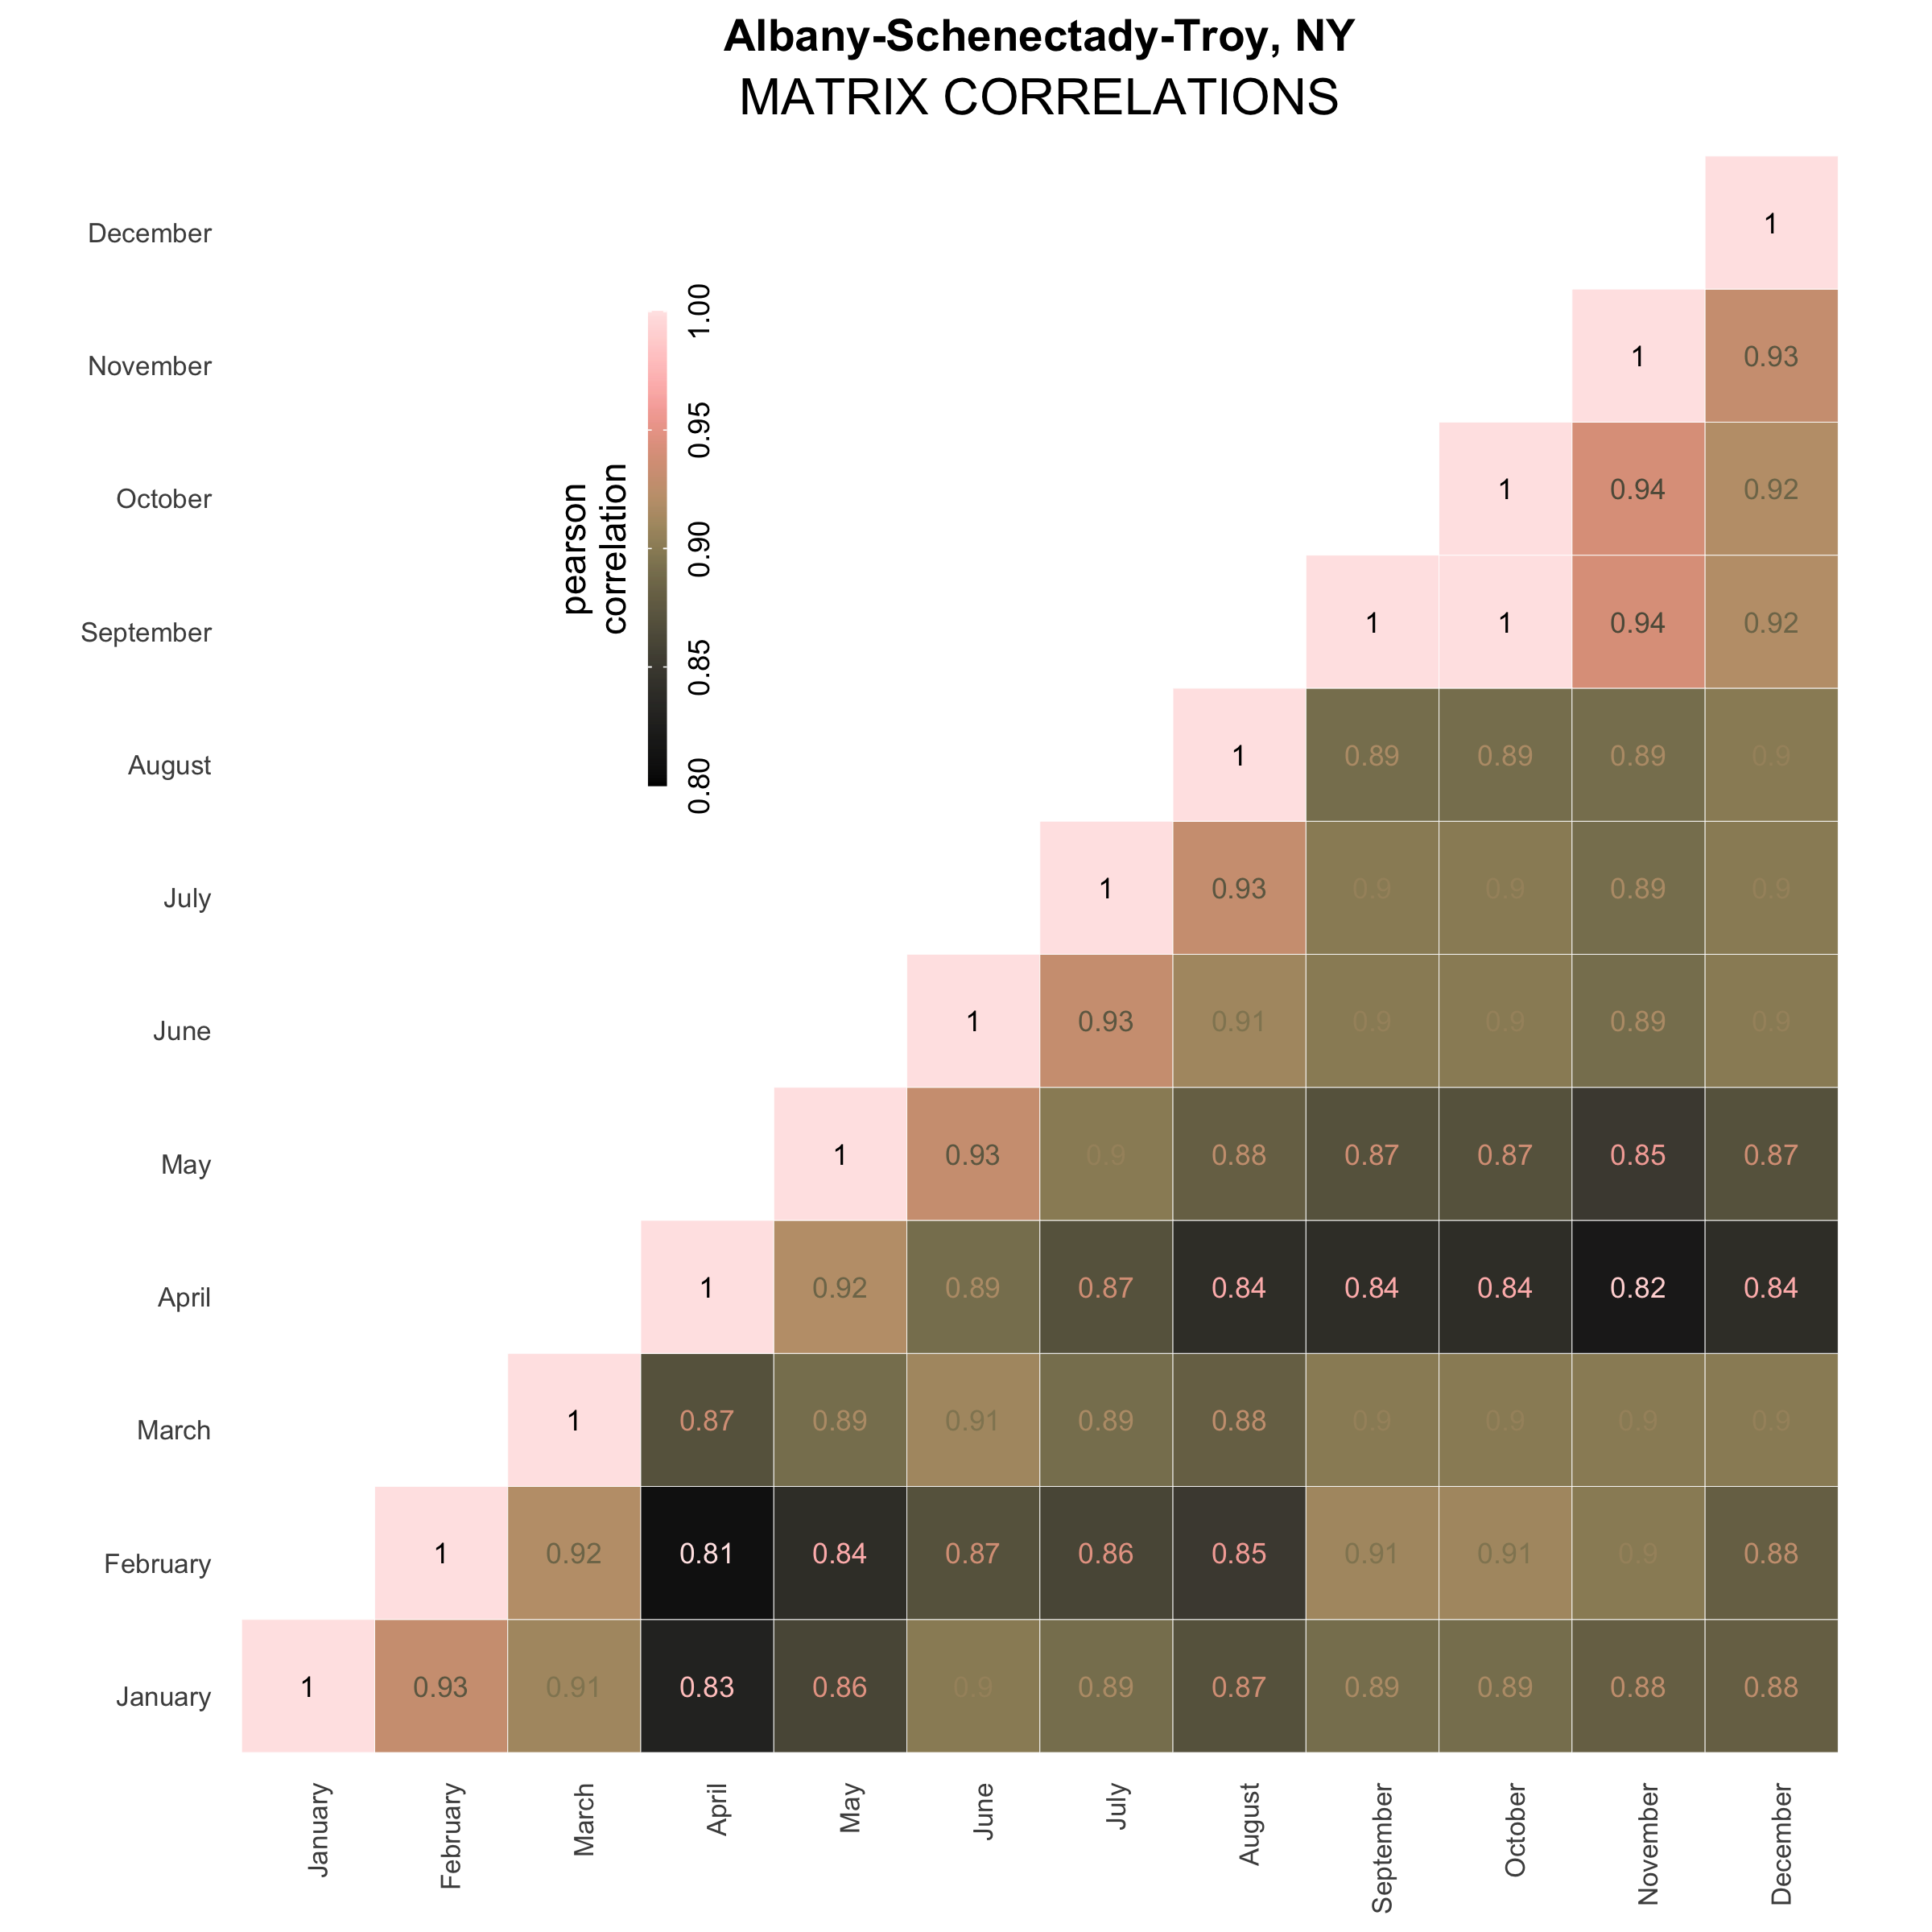 Albany-Schenectady-Troy, NY
MATRIX CORRELATIONS
pearson
correlation
1.00
0.95
0.90
0.85
0.80
December 1
November 1 0.93
October 1 0.94 0.92
September 1 1 0.94 0.92
August 1 0.89 0.89 0.89 0.9
July 1 0.93 0.9 0.9 0.89 0.9
June 1 0.93 0.91 0.9 0.9 0.89 0.9
May 1 0.93 0.9 0.88 0.87 0.87 0.85 0.87
April 1 0.92 0.89 0.87 0.84 0.84 0.84 0.82 0.84
March 1 0.87 0.89 0.91 0.89 0.88 0.9 0.9 0.9 0.9
February 1 0.92 0.81 0.84 0.87 0.86 0.85 0.91 0.91 0.9 0.88
January 1 0.93 0.91 0.83 0.86 0.9 0.89 0.87 0.89 0.89 0.88 0.88
January February March April May June July August September October November December